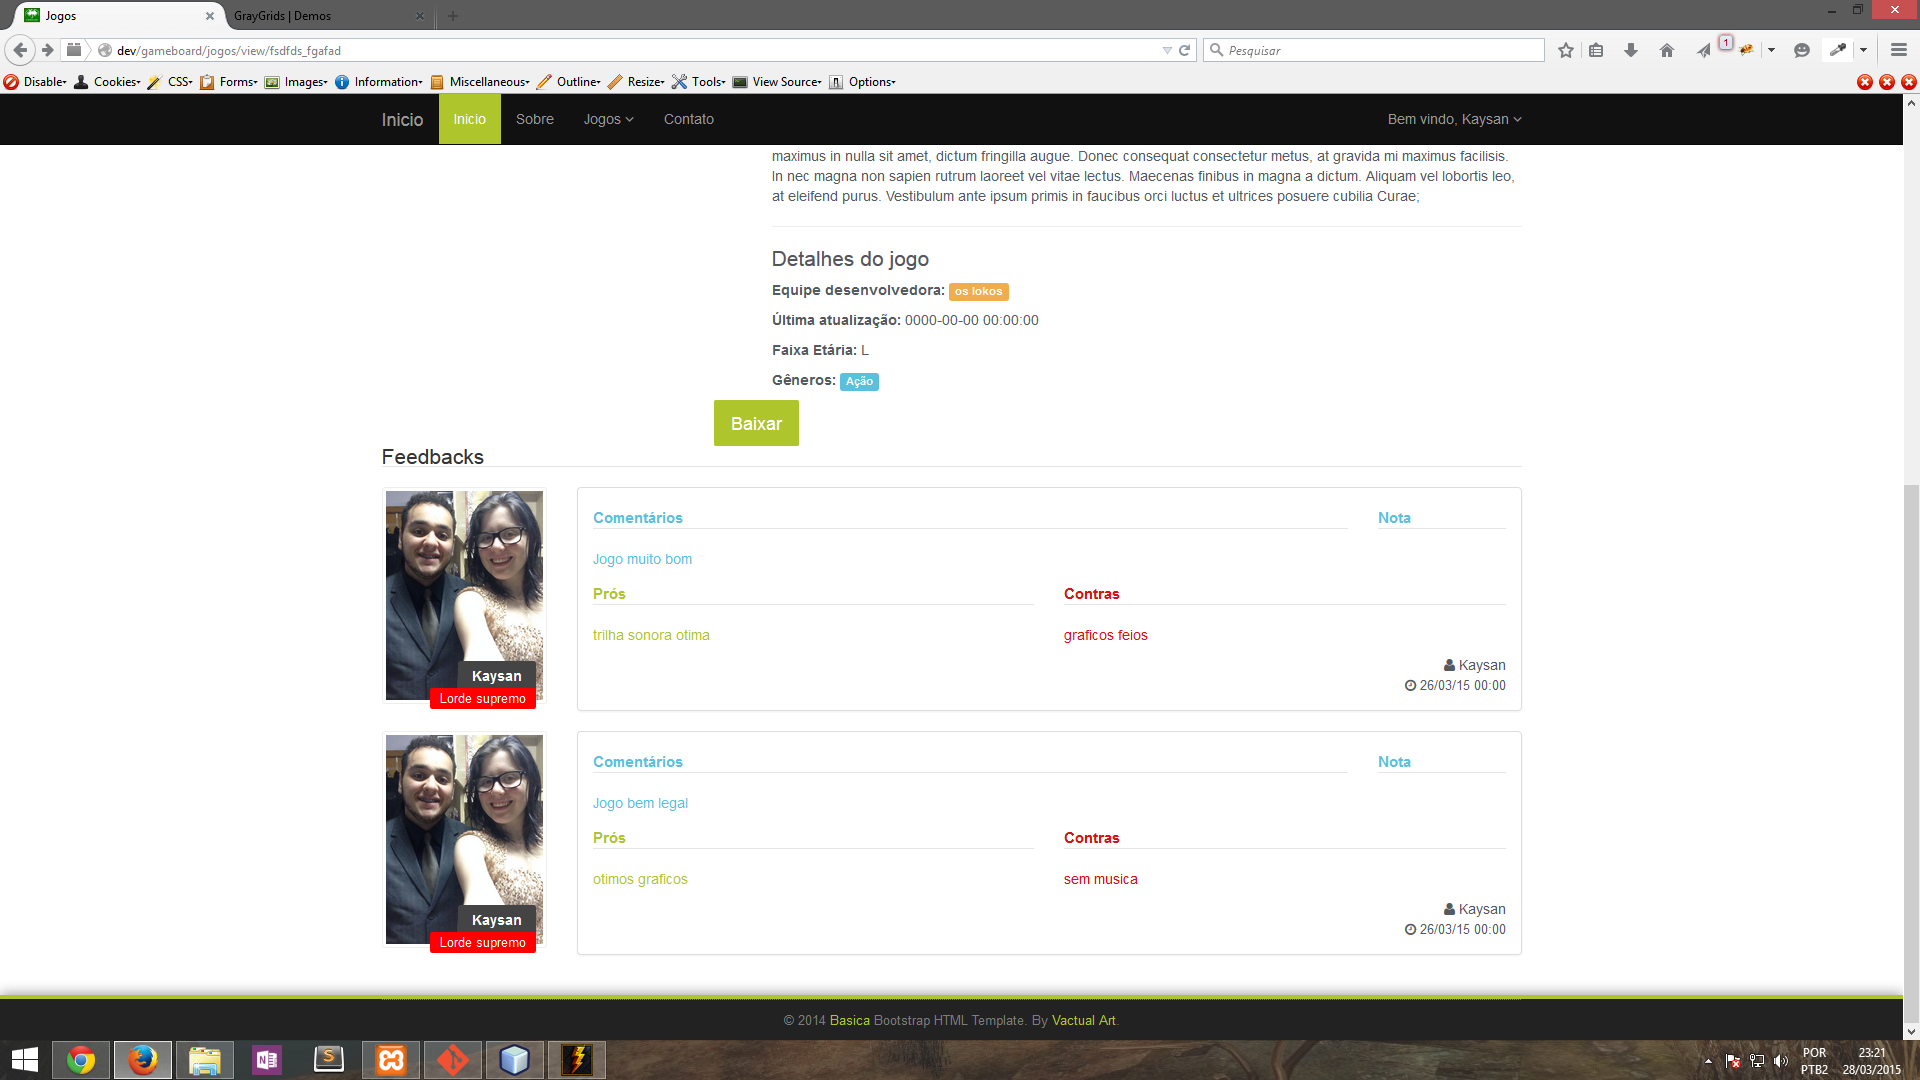 Jogos
GrayGrids | Demos
dev/gameboard/jogos/view/fsdfds_fgafad
Pesquisar
1
Disable
Cookies
CSS
Forms
Images
Information
Miscellaneous
Outline
Resize
Tools
View Source
Options
Inicio
Inicio
Sobre
Jogos
Contato
Bem vindo, Kaysan
maximus in nulla sit amet, dictum fringilla augue. Donec consequat consectetur metus, at gravida mi maximus facilisis.
In nec magna non sapien rutrum laoreet vel vitae lectus. Maecenas finibus in magna a dictum. Aliquam vel lobortis leo,
at eleifend purus. Vestibulum ante ipsum primis in faucibus orci luctus et ultrices posuere cubilia Curae;
Detalhes do jogo
Equipe desenvolvedora: os lokos
Última atualização: 0000-00-00 00:00:00
Faixa Etária: L
Gêneros: Ação
Baixar
Feedbacks
Kaysan
Lorde supremo
Comentários
Nota
Jogo muito bom
Prós
Contras
trilha sonora otima
graficos feios
Kaysan
26/03/15 00:00
Kaysan
Lorde supremo
Comentários
Nota
Jogo bem legal
Prós
Contras
otimos graficos
sem musica
Kaysan
26/03/15 00:00
© 2014 Basica Bootstrap HTML Template. By Vactual Art.
POR
PTB2
23:21
28/03/2015